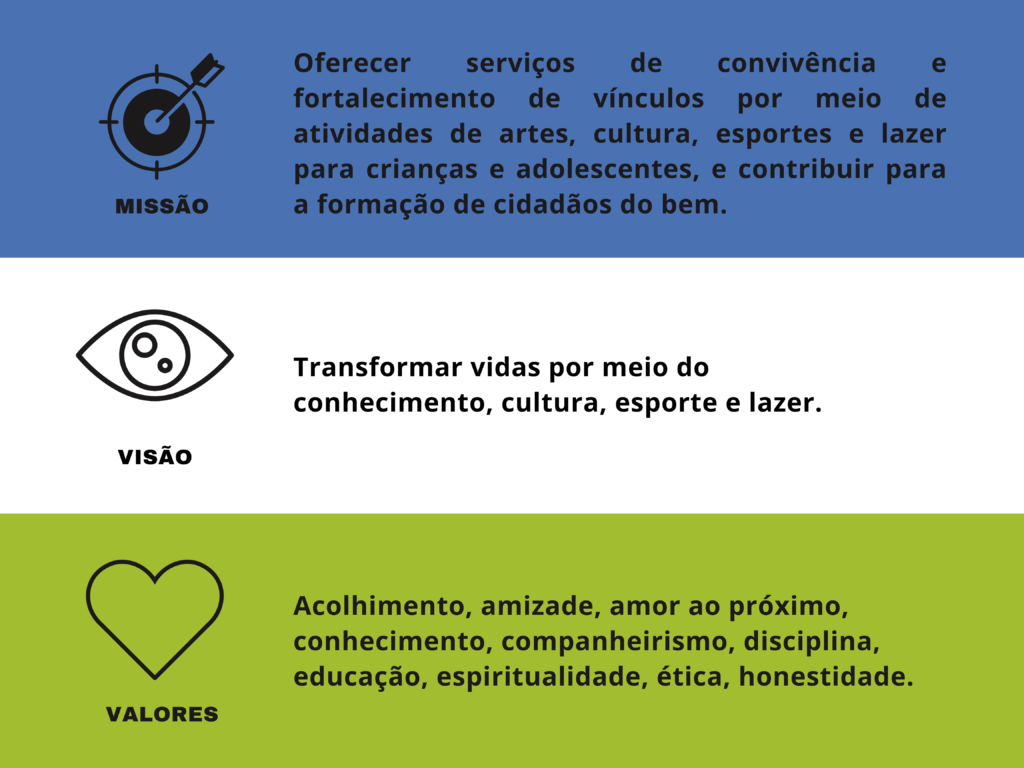 Oferecer serviços de convivência e
fortalecimento de vínculos por meio de
atividades de artes, cultura, esportes e lazer
para crianças e adolescentes, e contribuir para
a formação de cidadãos do bem.
MISSÃO
Transformar vidas por meio do
conhecimento, cultura, esporte e lazer.
VISÃO
Acolhimento, amizade, amor ao próximo,
conhecimento, companheirismo, disciplina,
educação, espiritualidade, ética, honestidade.
VALORES